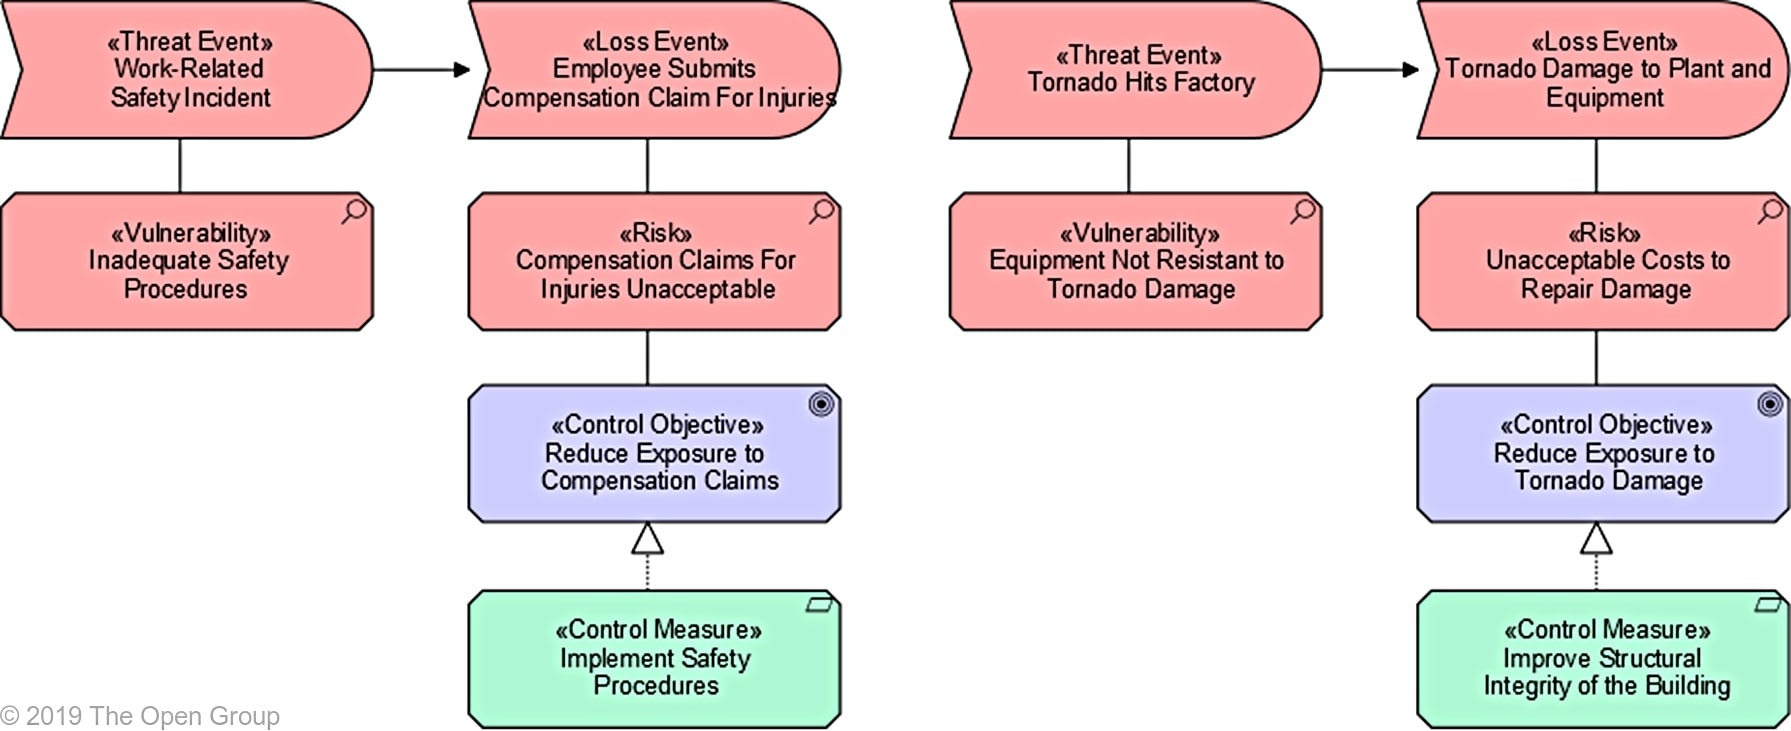 «Threat Event»
Work-Related
Safety Incident
«Loss Event»
Employee Submits
Compensation Claim For Injuries
«Threat Event»
Tornado Hits Factory
«Loss Event»
Tornado Damage to Plant and
Equipment
«Vulnerability»
Inadequate Safety
Procedures
«Risk»
Compensation Claims For
Injuries Unacceptable
«Vulnerability»
Equipment Not Resistant to
Tornado Damage
«Risk»
Unacceptable Costs to
Repair Damage
«Control Objective»
Reduce Exposure to
Compensation Claims
«Control Objective»
Reduce Exposure to
Tornado Damage
«Control Measure»
Implement Safety
Procedures
«Control Measure»
Improve Structural
Integrity of the Building
© 2019 The Open Group